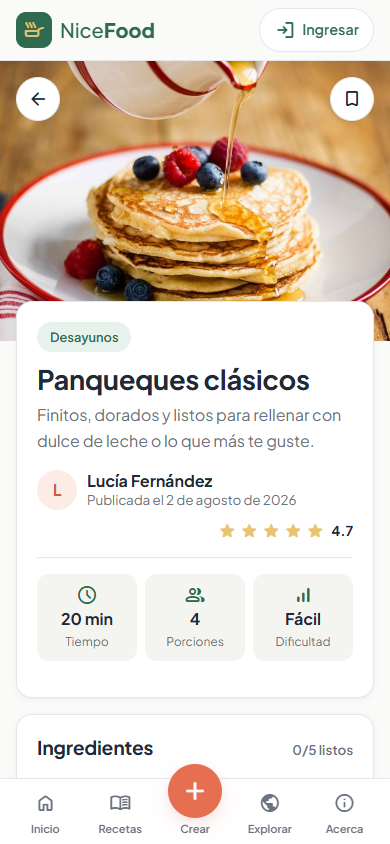 NiceFood
Ingresar
Desayunos
Panqueques clásicos
Finitos, dorados y listos para rellenar con
dulce de leche o lo que más te guste.
L
Lucía Fernández
Publicada el 2 de agosto de 2026
4.7
20 min
Tiempo
4
Porciones
Fácil
Dificultad
Ingredientes
0/5 listos
Inicio
Recetas
Crear
Explorar
Acerca